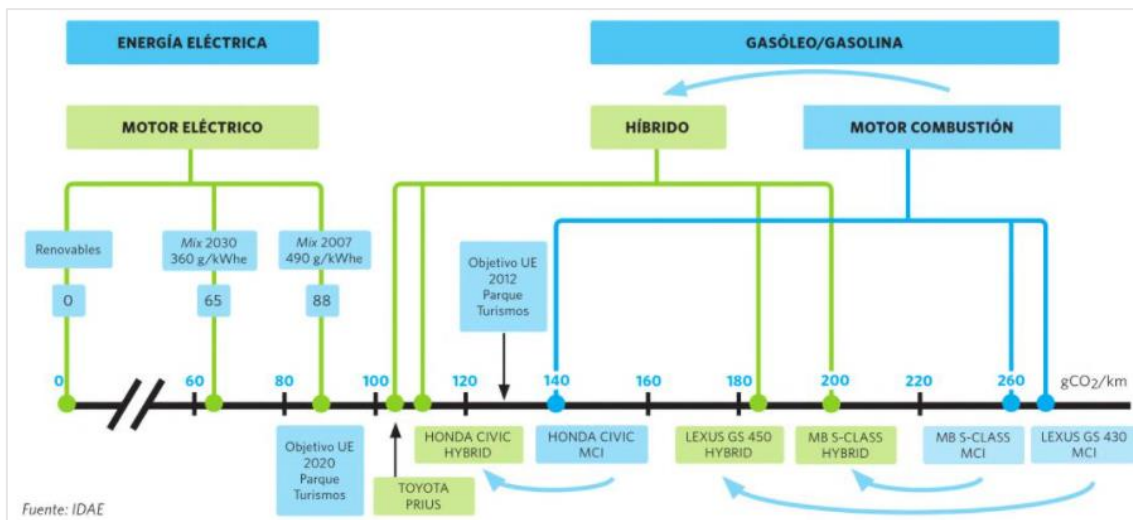 ENERGÍA ELÉCTRICA
GASÓLEO/GASOLINA
MOTOR ELÉCTRICO
HÍBRIDO
MOTOR COMBUSTIÓN
Renovables
Mix 2030
360 g/kWhe
Mix 2007
490 g/kWhe
0
65
88
Objetivo UE
2012
Parque
Turismos
0
60
80
100
120
140
160
180
200
220
260
gCO2/km
Objetivo UE
2020
Parque
Turismos
TOYOTA
PRIUS
HONDA CIVIC
HYBRID
HONDA CIVIC
MCI
LEXUS GS 450
HYBRID
MB S-CLASS
HYBRID
MB S-CLASS
MCI
LEXUS GS 430
MCI
Fuente: IDAE